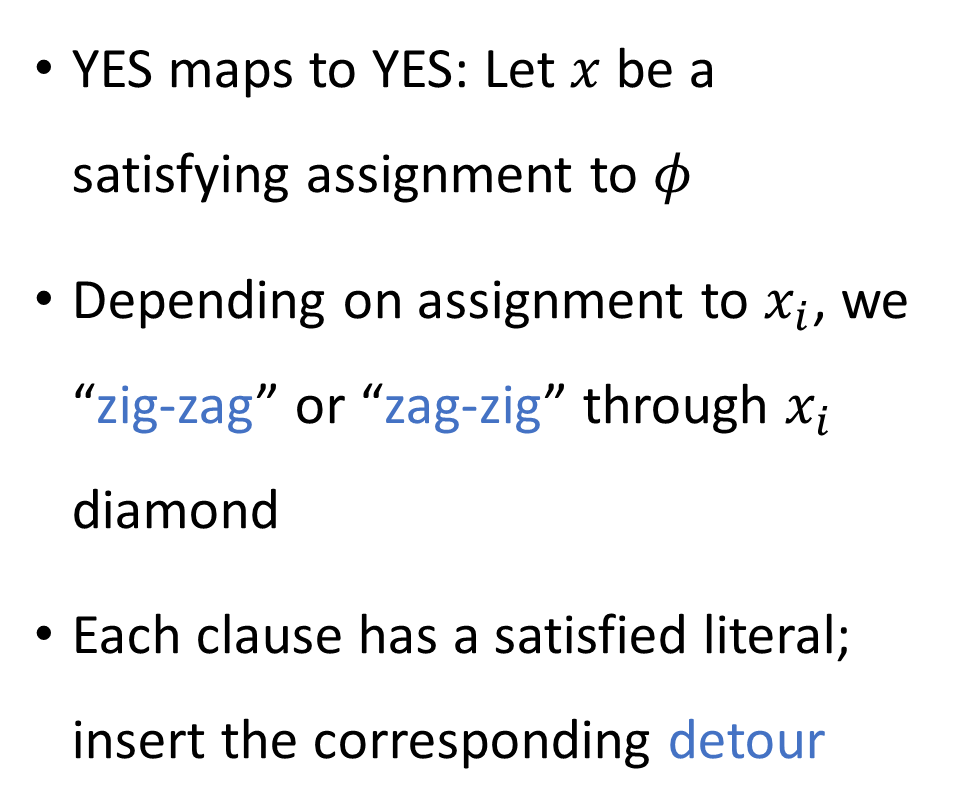 • YES maps to YES: Let 𝑥 be a
satisfying assignment to 𝜙
• Depending on assignment to 𝑥ᵢ, we
“zig-zag” or “zag-zig” through 𝑥ᵢ
diamond
• Each clause has a satisfied literal;
insert the corresponding detour